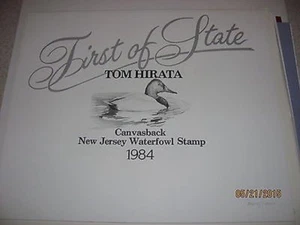 First of State
TOM HIRATA
Canvasback
New Jersey Waterfowl Stamp
1984
05/21/2015